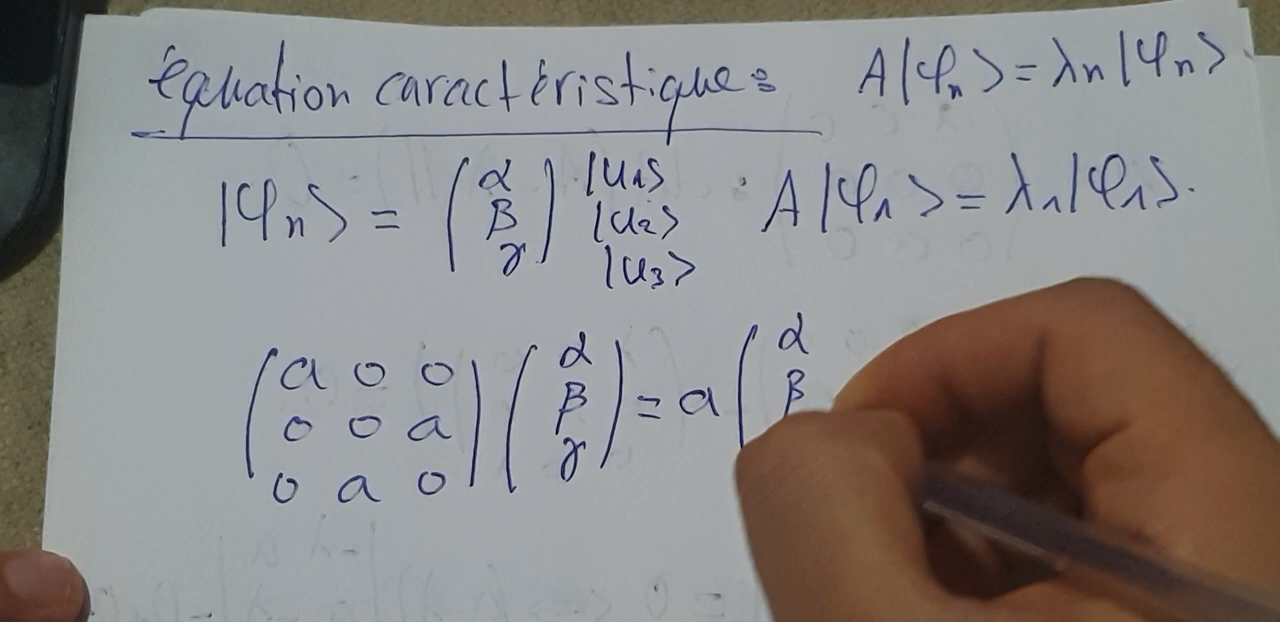 équation caractéristique: A|φn> = λn|φn>
|φn> = (α β γ) |u1> |u2> |u3> A|φ1> = λ1|φ1>.
(a 0 0
0 0 a
0 a 0) (α β γ) = a (α β